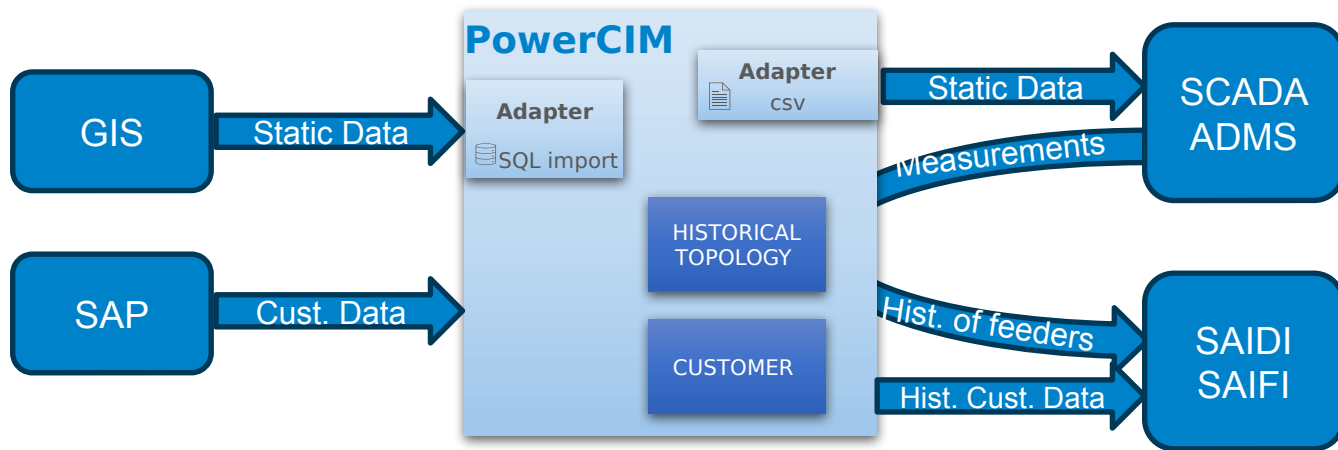 PowerCIM
GIS
Static Data
Adapter
SQL import
Adapter
csv
Static Data
SCADA
ADMS
Measurements
HISTORICAL
TOPOLOGY
SAP
Cust. Data
CUSTOMER
Hist. of feeders
Hist. Cust. Data
SAIDI
SAIFI